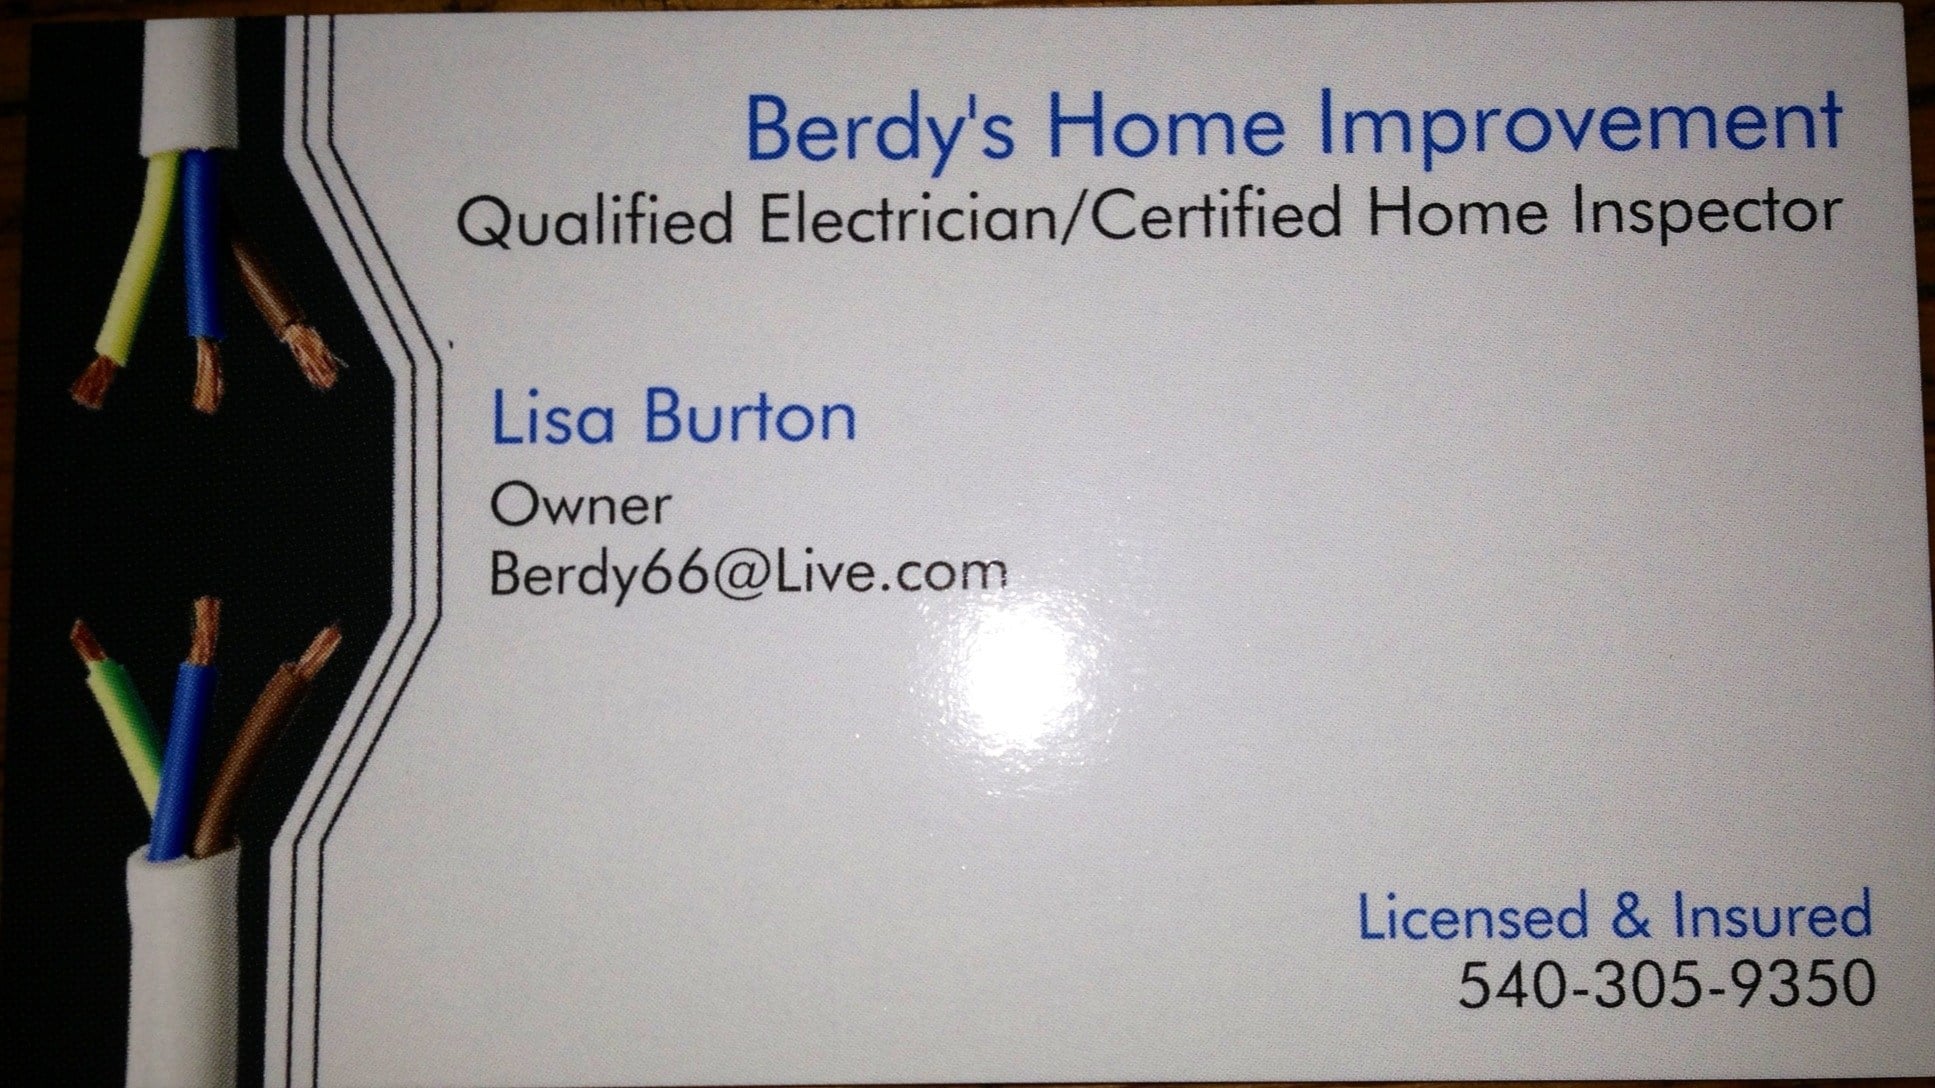 Berdy's Home Improvement
Qualified Electrician/Certified Home Inspector
Lisa Burton
Owner
Berdy66@Live.com
Licensed & Insured
540-305-9350